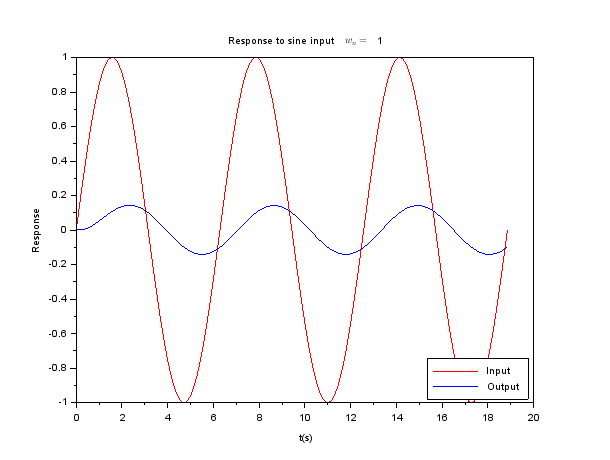 Response to sine input w_n = 1
1
0.8
0.6
0.4
0.2
0
-0.2
-0.4
-0.6
-0.8
-1
Response
0 2 4 6 8 10 12 14 16 18 20
t(s)
Input
Output